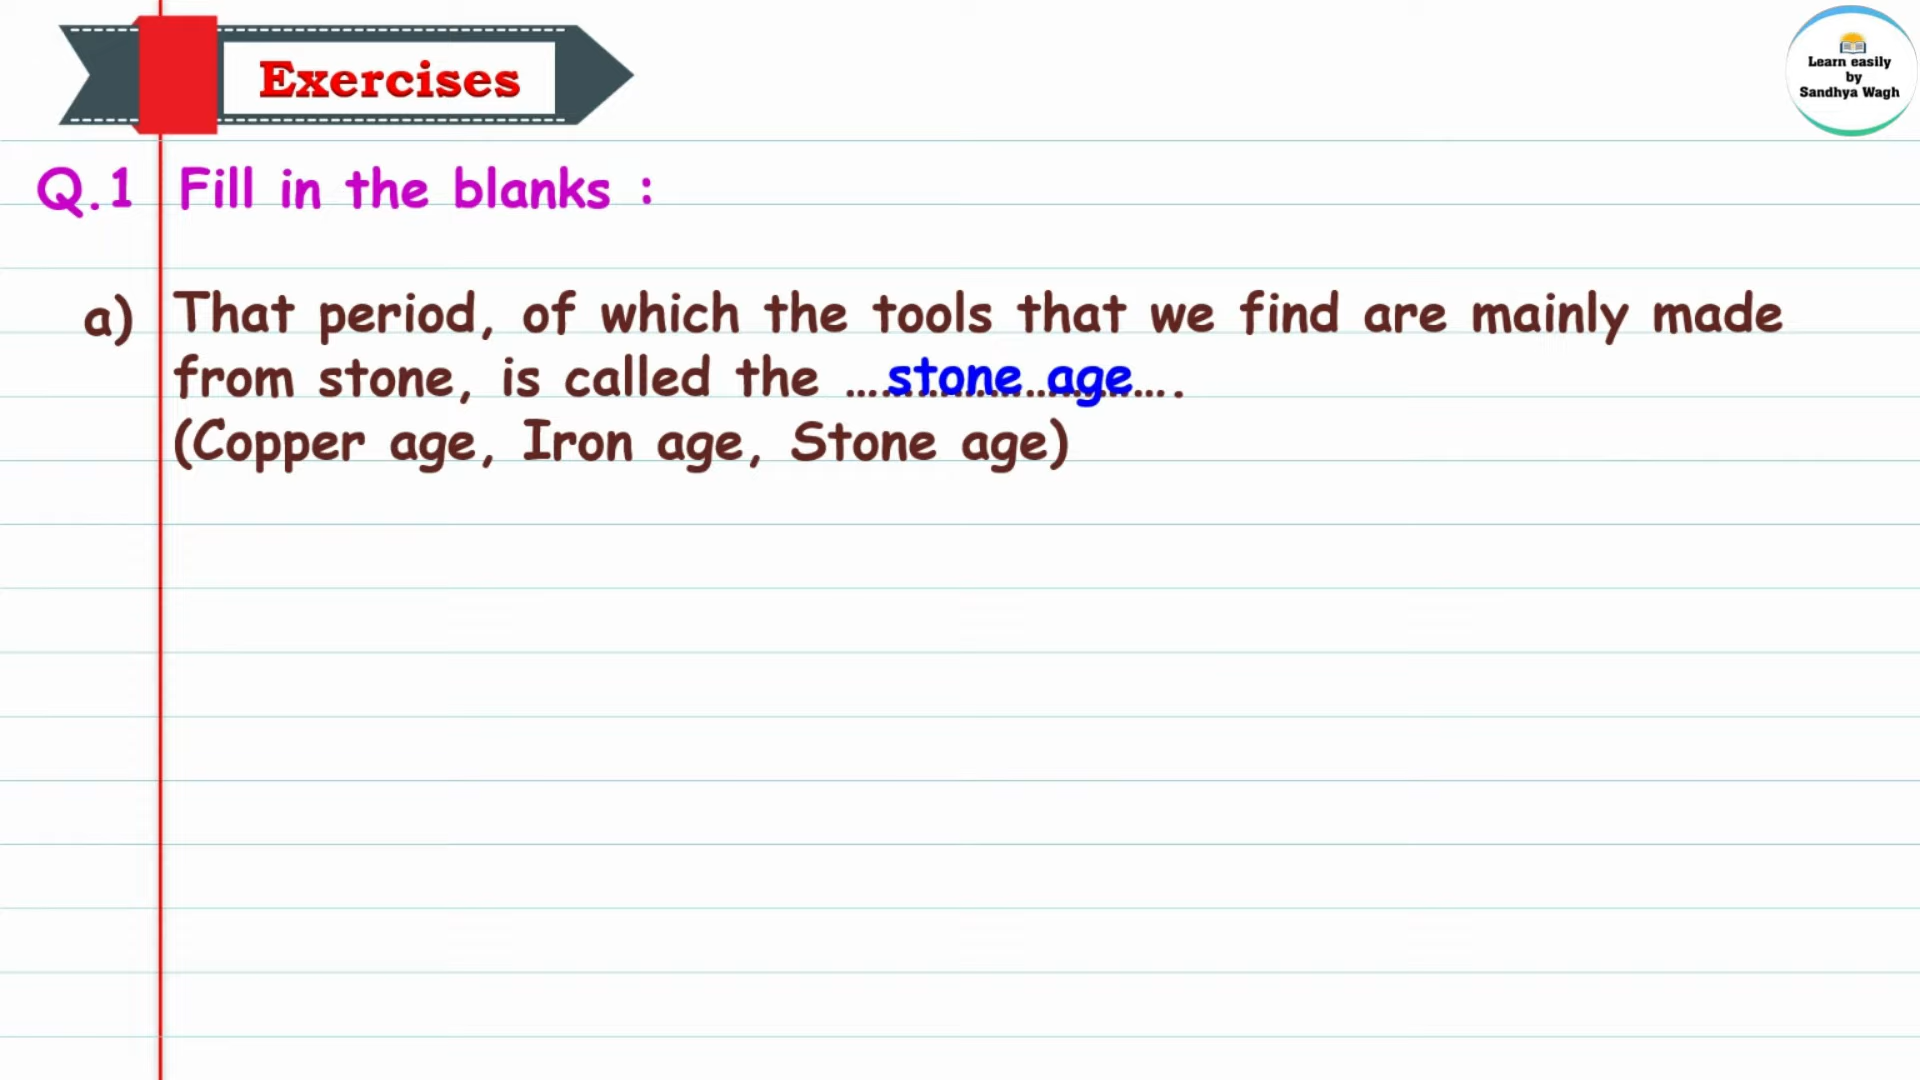 Exercises
Learn easily
by
Sandhya Wagh
Q.1 Fill in the blanks :
a) That period, of which the tools that we find are mainly made
from stone, is called the ....stone age.....
(Copper age, Iron age, Stone age)